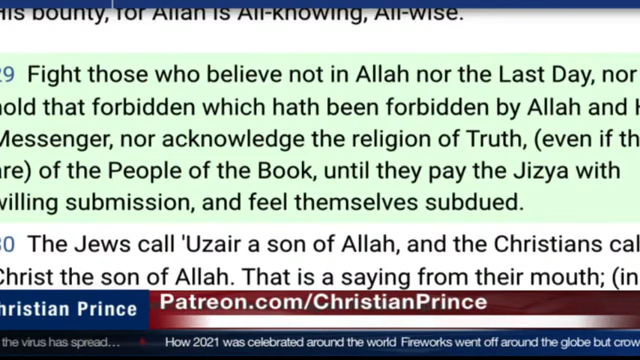 His bounty, for Allah is All-knowing, All-wise.
29 Fight those who believe not in Allah nor the Last Day, nor
hold that forbidden which hath been forbidden by Allah and H
Messenger, nor acknowledge the religion of Truth, (even if th
are) of the People of the Book, until they pay the Jizya with
willing submission, and feel themselves subdued.
30 The Jews call 'Uzair a son of Allah, and the Christians cal
Christ the son of Allah. That is a saying from their mouth; (in
Christian Prince
Patreon.com/ChristianPrince
the virus has spread...
How 2021 was celebrated around the world Fireworks went off around the globe but crow